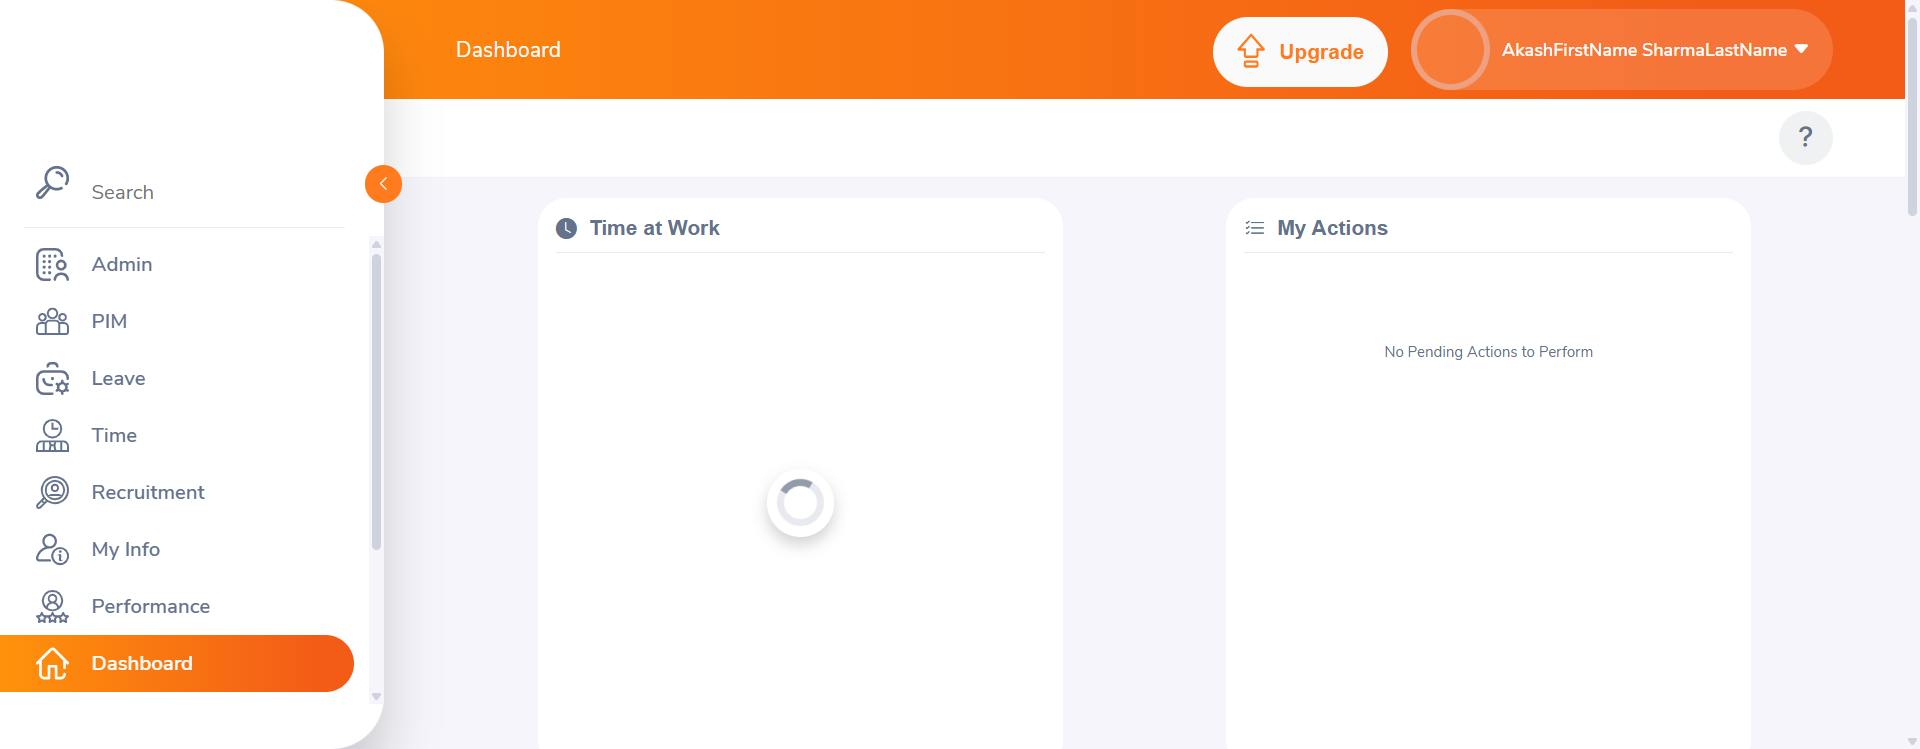 Dashboard
Upgrade
AkashFirstName SharmaLastName
?
Search
Admin
PIM
Leave
Time
Recruitment
My Info
Performance
Dashboard
Time at Work
My Actions
No Pending Actions to Perform